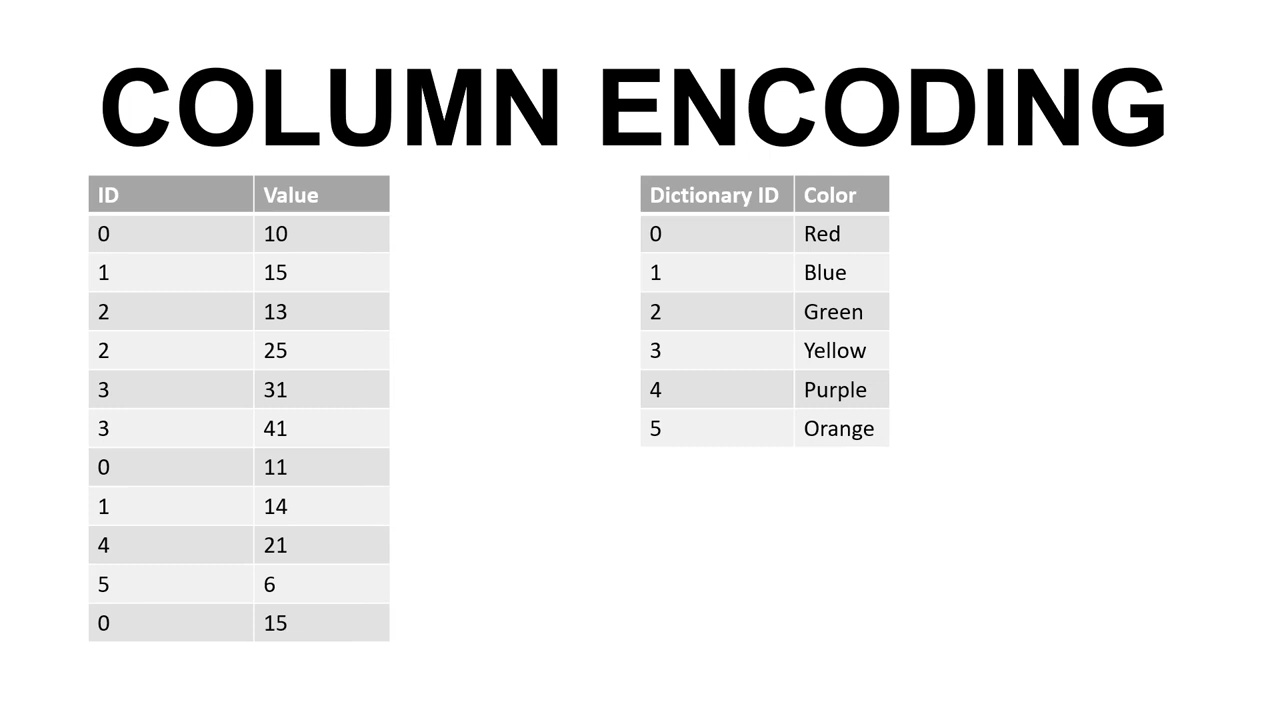 COLUMN ENCODING
ID Value
0 10
1 15
2 13
2 25
3 31
3 41
0 11
1 14
4 21
5 6
0 15
Dictionary ID Color
0 Red
1 Blue
2 Green
3 Yellow
4 Purple
5 Orange